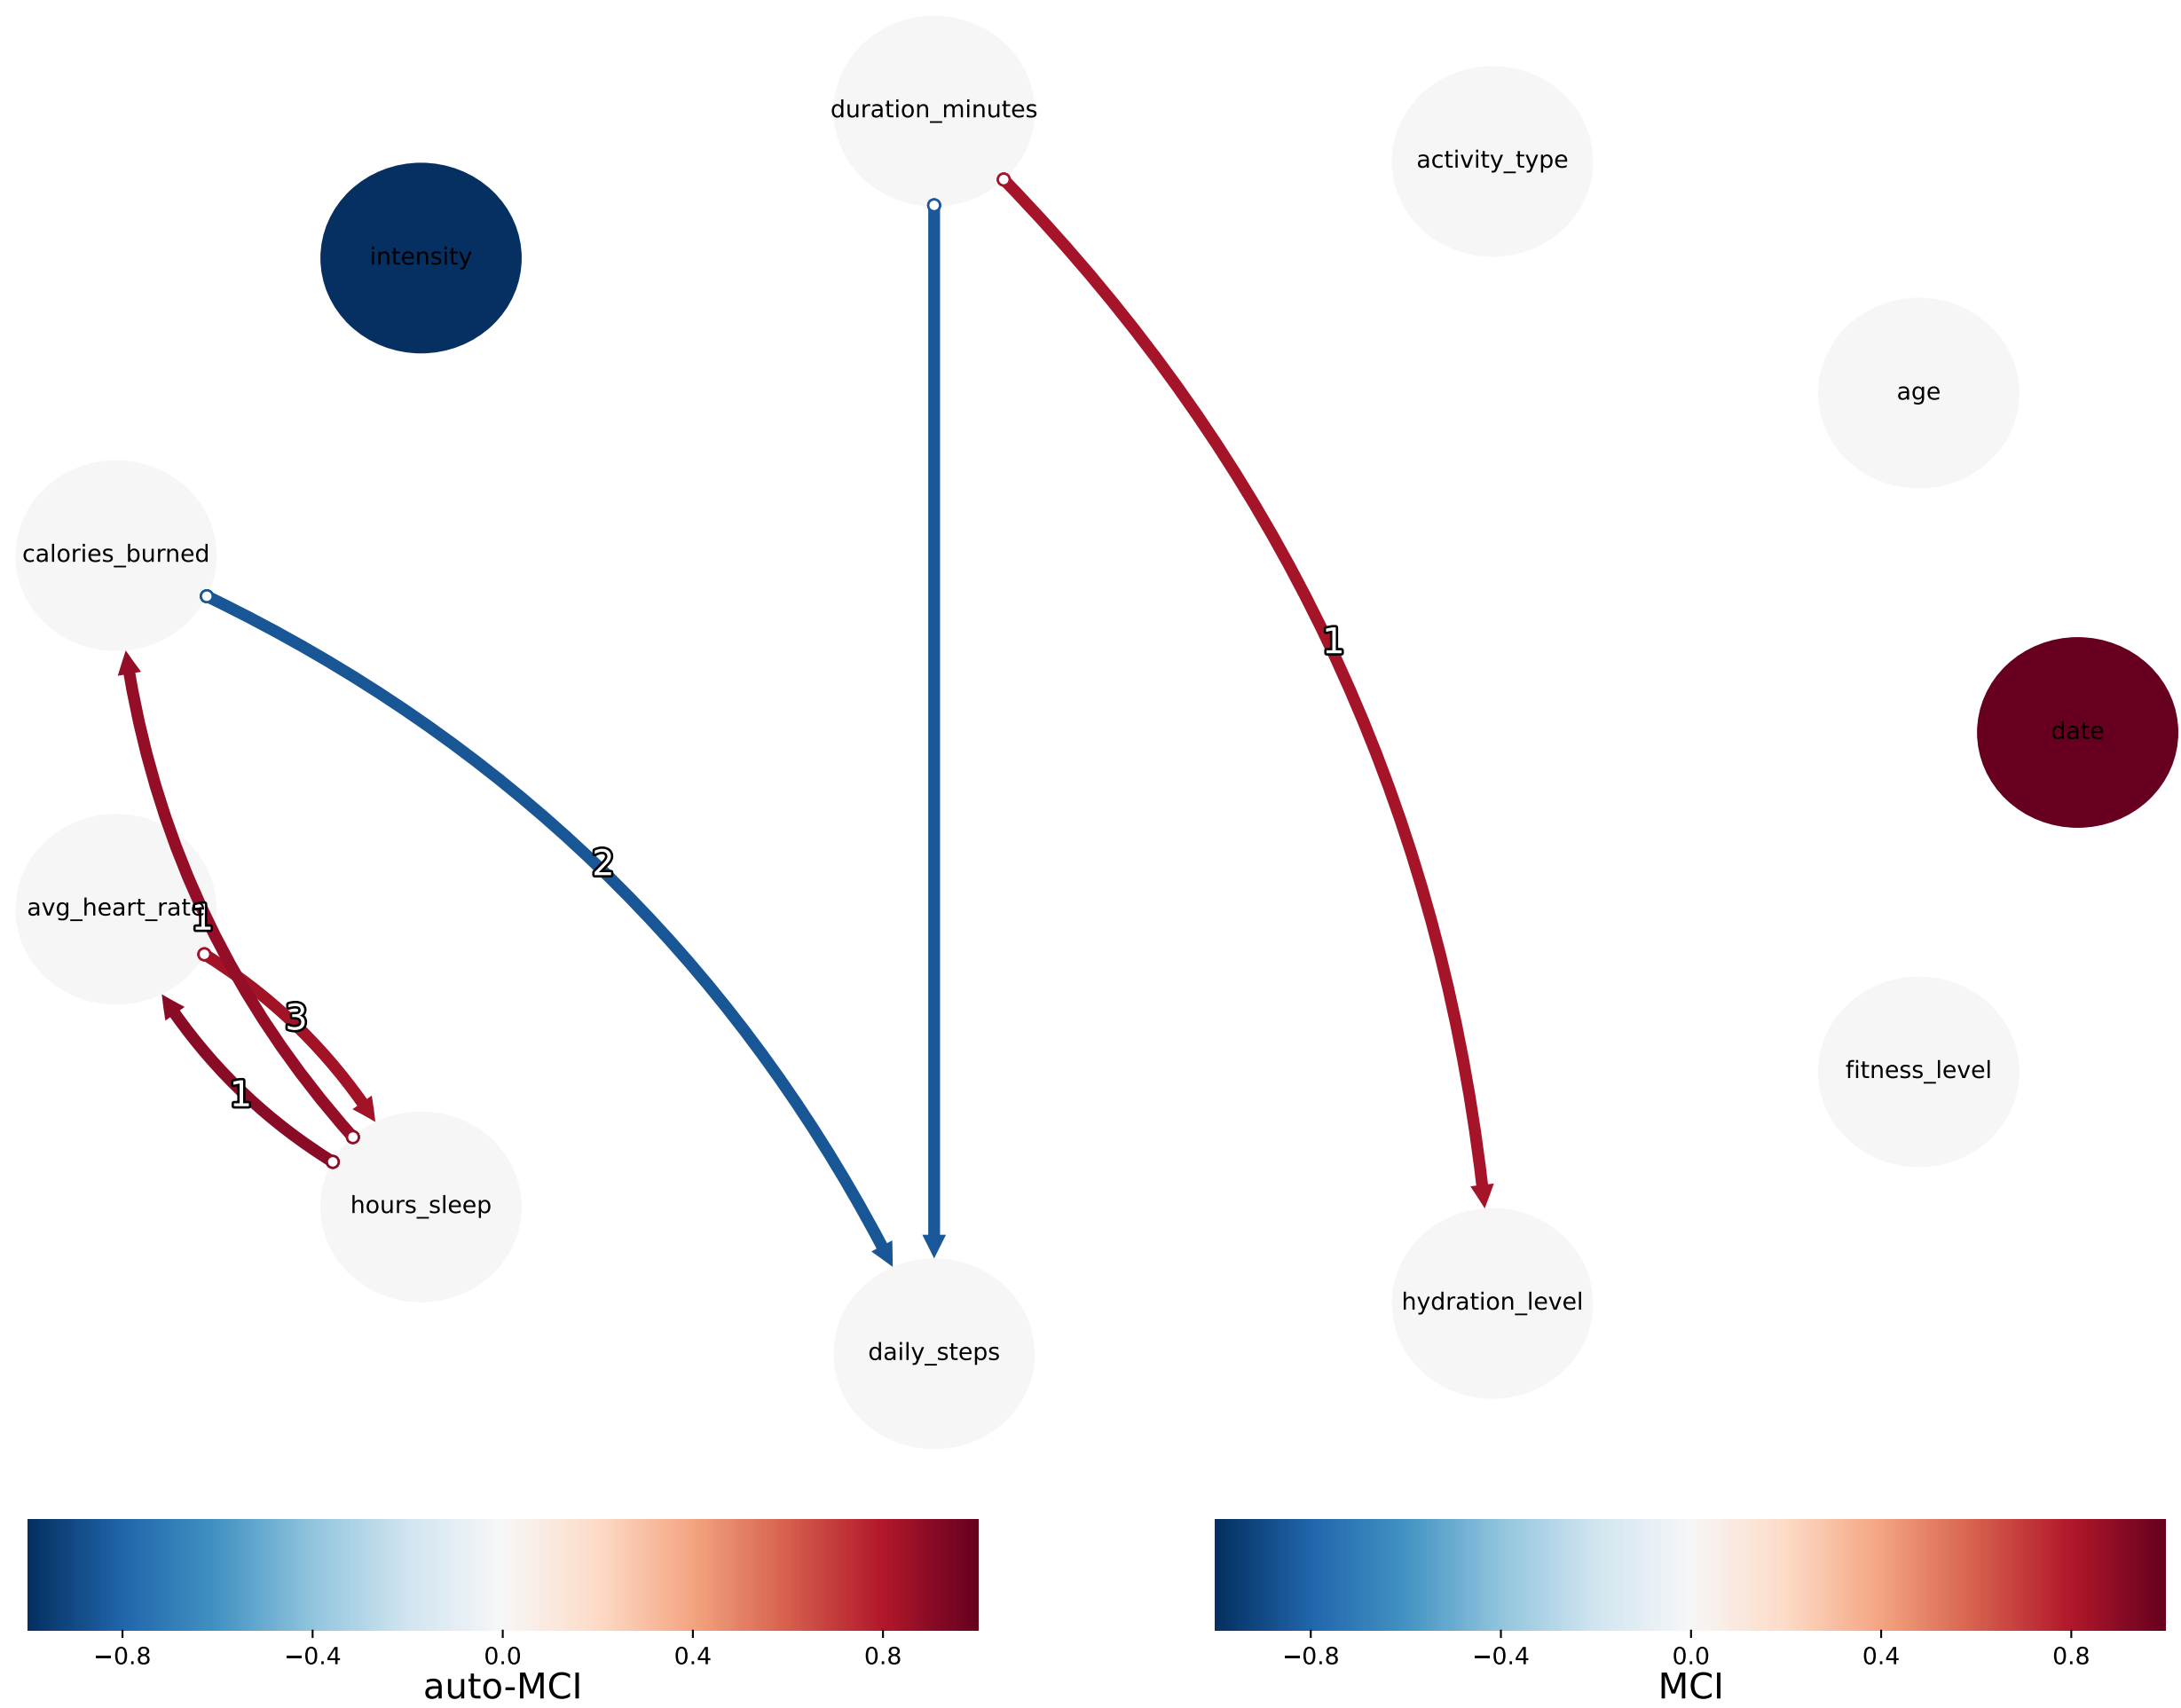 duration_minutes
activity_type
intensity
age
calories_burned
1
date
2
avg_heart_rate
1
3
fitness_level
1
hours_sleep
hydration_level
daily_steps
−0.8 −0.4 0.0 0.4 0.8
auto-MCI
−0.8 −0.4 0.0 0.4 0.8
MCI